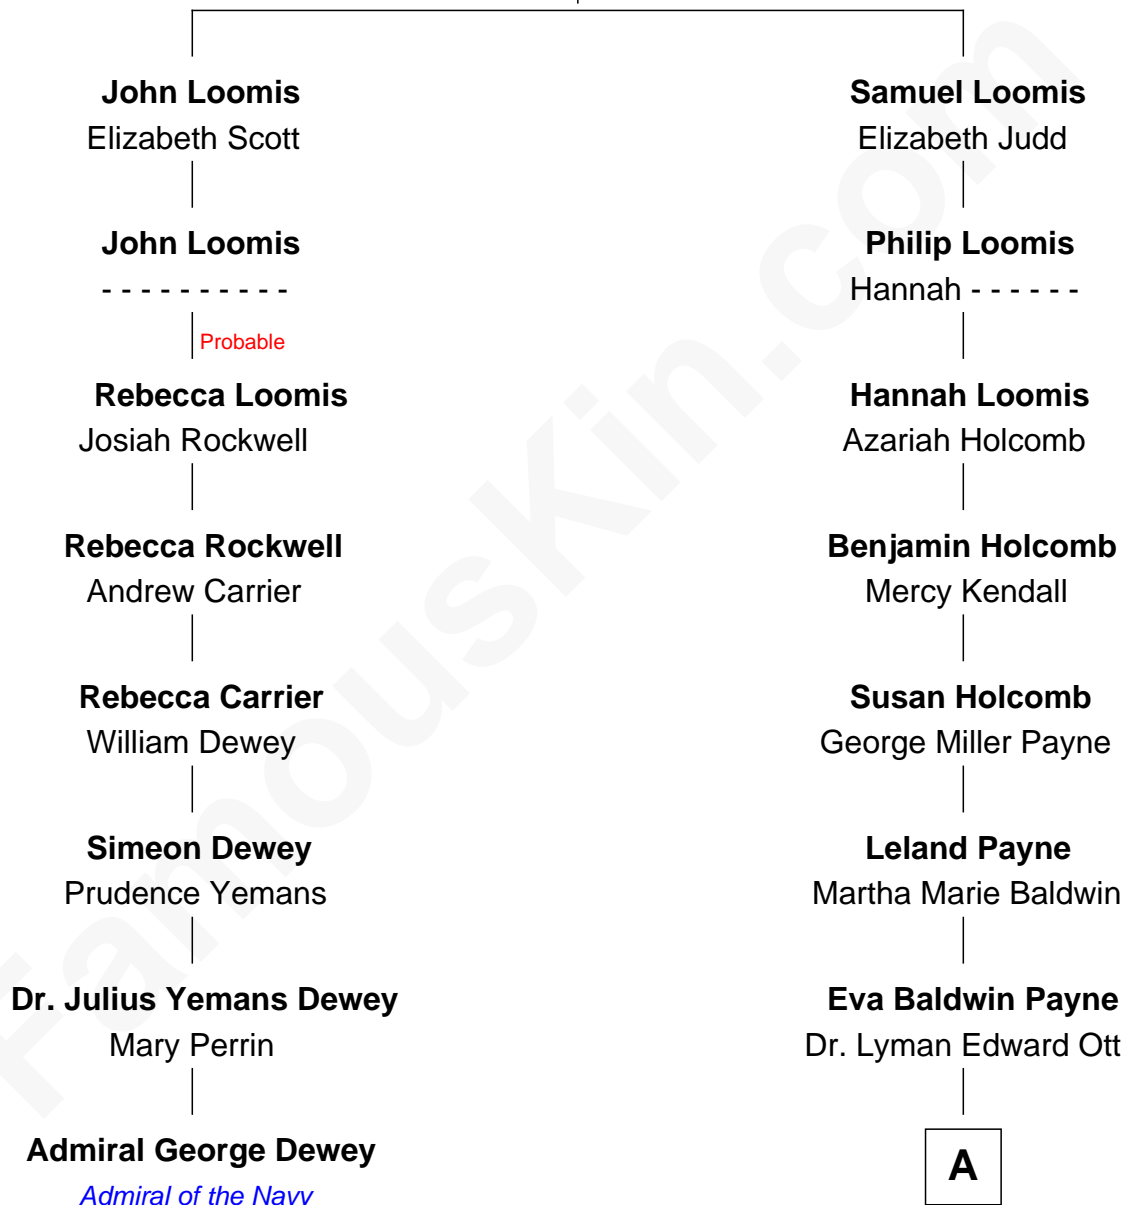 John Loomis
Elizabeth Scott
John Loomis
- - - - - - - - - -
Probable
Rebecca Loomis
Josiah Rockwell
Rebecca Rockwell
Andrew Carrier
Rebecca Carrier
William Dewey
Simeon Dewey
Prudence Yemans
Dr. Julius Yemans Dewey
Mary Perrin
Admiral George Dewey
Admiral of the Navy
Samuel Loomis
Elizabeth Judd
Philip Loomis
Hannah - - - - - -
Hannah Loomis
Azariah Holcomb
Benjamin Holcomb
Mercy Kendall
Susan Holcomb
George Miller Payne
Leland Payne
Martha Marie Baldwin
Eva Baldwin Payne
Dr. Lyman Edward Ott
A
FamousKin.com